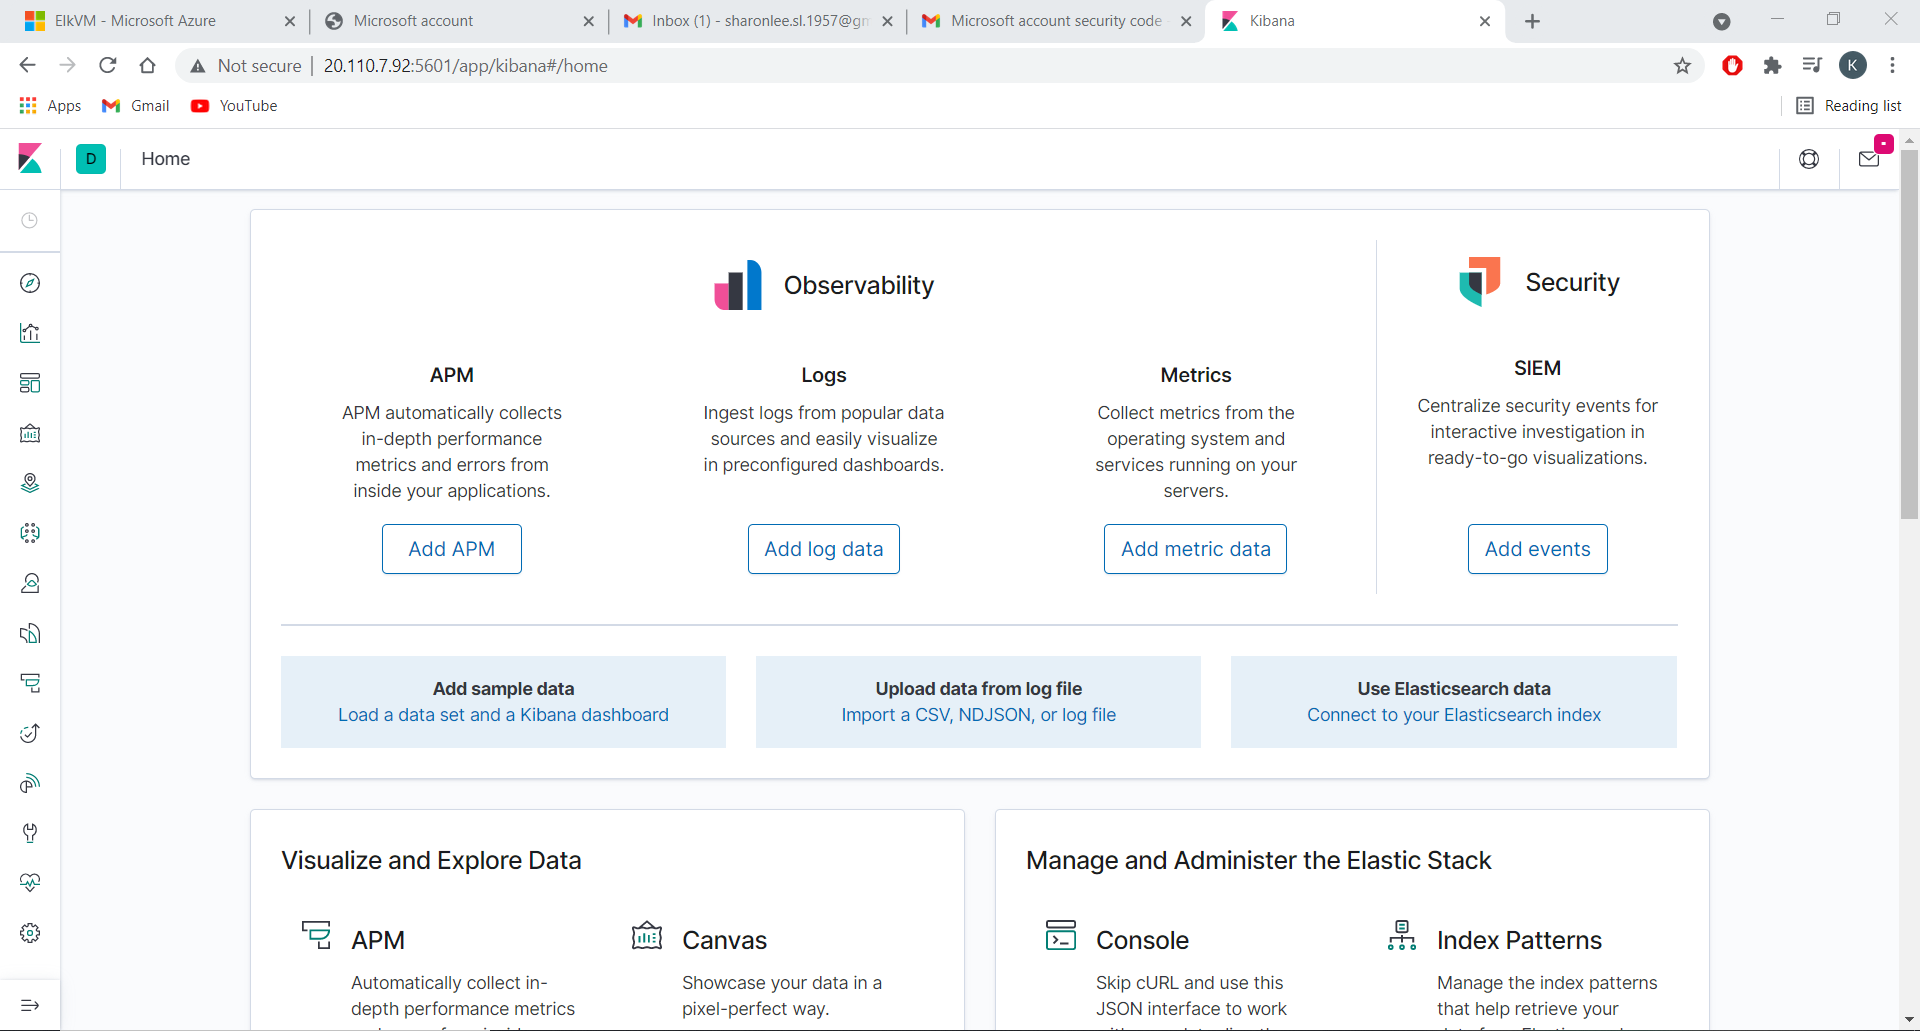 ElkVM - Microsoft Azure
Microsoft account
Inbox (1) - sharonlee.sl.1957@gm
Microsoft account security code
Kibana
Not secure
20.110.7.92:5601/app/kibana#/home
K
Apps
Gmail
YouTube
Reading list
D
Home
Observability
Security
APM
APM automatically collects
in-depth performance
metrics and errors from
inside your applications.
Add APM
Logs
Ingest logs from popular data
sources and easily visualize
in preconfigured dashboards.
Add log data
Metrics
Collect metrics from the
operating system and
services running on your
servers.
Add metric data
SIEM
Centralize security events for
interactive investigation in
ready-to-go visualizations.
Add events
Add sample data
Load a data set and a Kibana dashboard
Upload data from log file
Import a CSV, NDJSON, or log file
Use Elasticsearch data
Connect to your Elasticsearch index
Visualize and Explore Data
APM
Automatically collect in-
depth performance metrics
Canvas
Showcase your data in a
pixel-perfect way.
Manage and Administer the Elastic Stack
Console
Skip cURL and use this
JSON interface to work
Index Patterns
Manage the index patterns
that help retrieve your